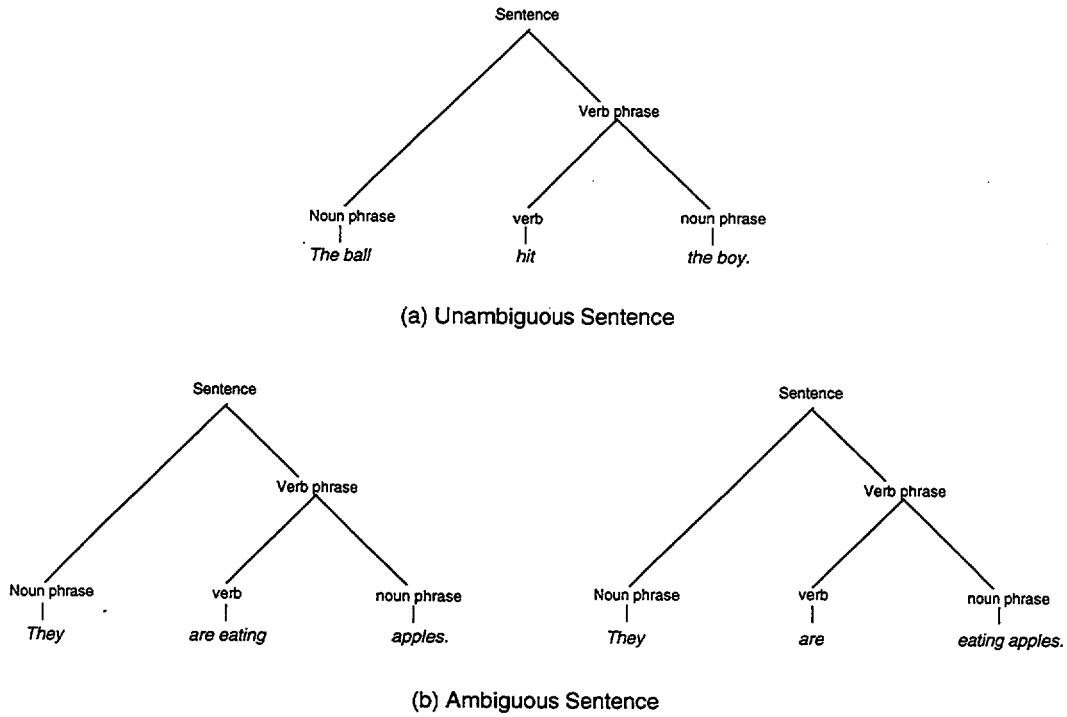 Sentence
Verb phrase
Noun phrase verb noun phrase
The ball hit the boy.
(a) Unambiguous Sentence
Sentence Sentence
Verb phrase Verb phrase
Noun phrase verb noun phrase Noun phrase verb noun phrase
They are eating apples. They are eating apples.
(b) Ambiguous Sentence